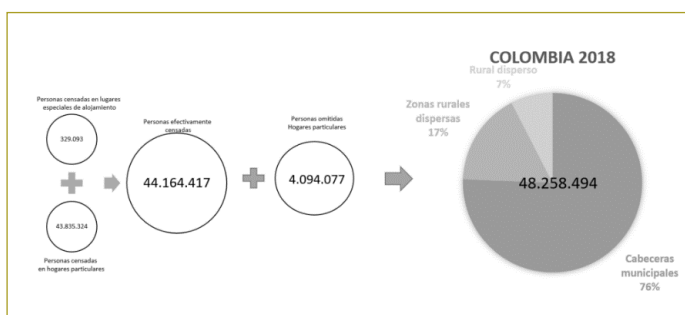 COLOMBIA 2018
Rural disperso
7%
Zonas rurales
dispersas
17%
Personas censadas en lugares
especiales de alojamiento
329.093
Personas efectivamente
censadas
44.164.417
Personas omitidas
Hogares particulares
4.094.077
48.258.494
43.835.324
Personas censadas
en hogares particulares
Cabeceras
municipales
76%